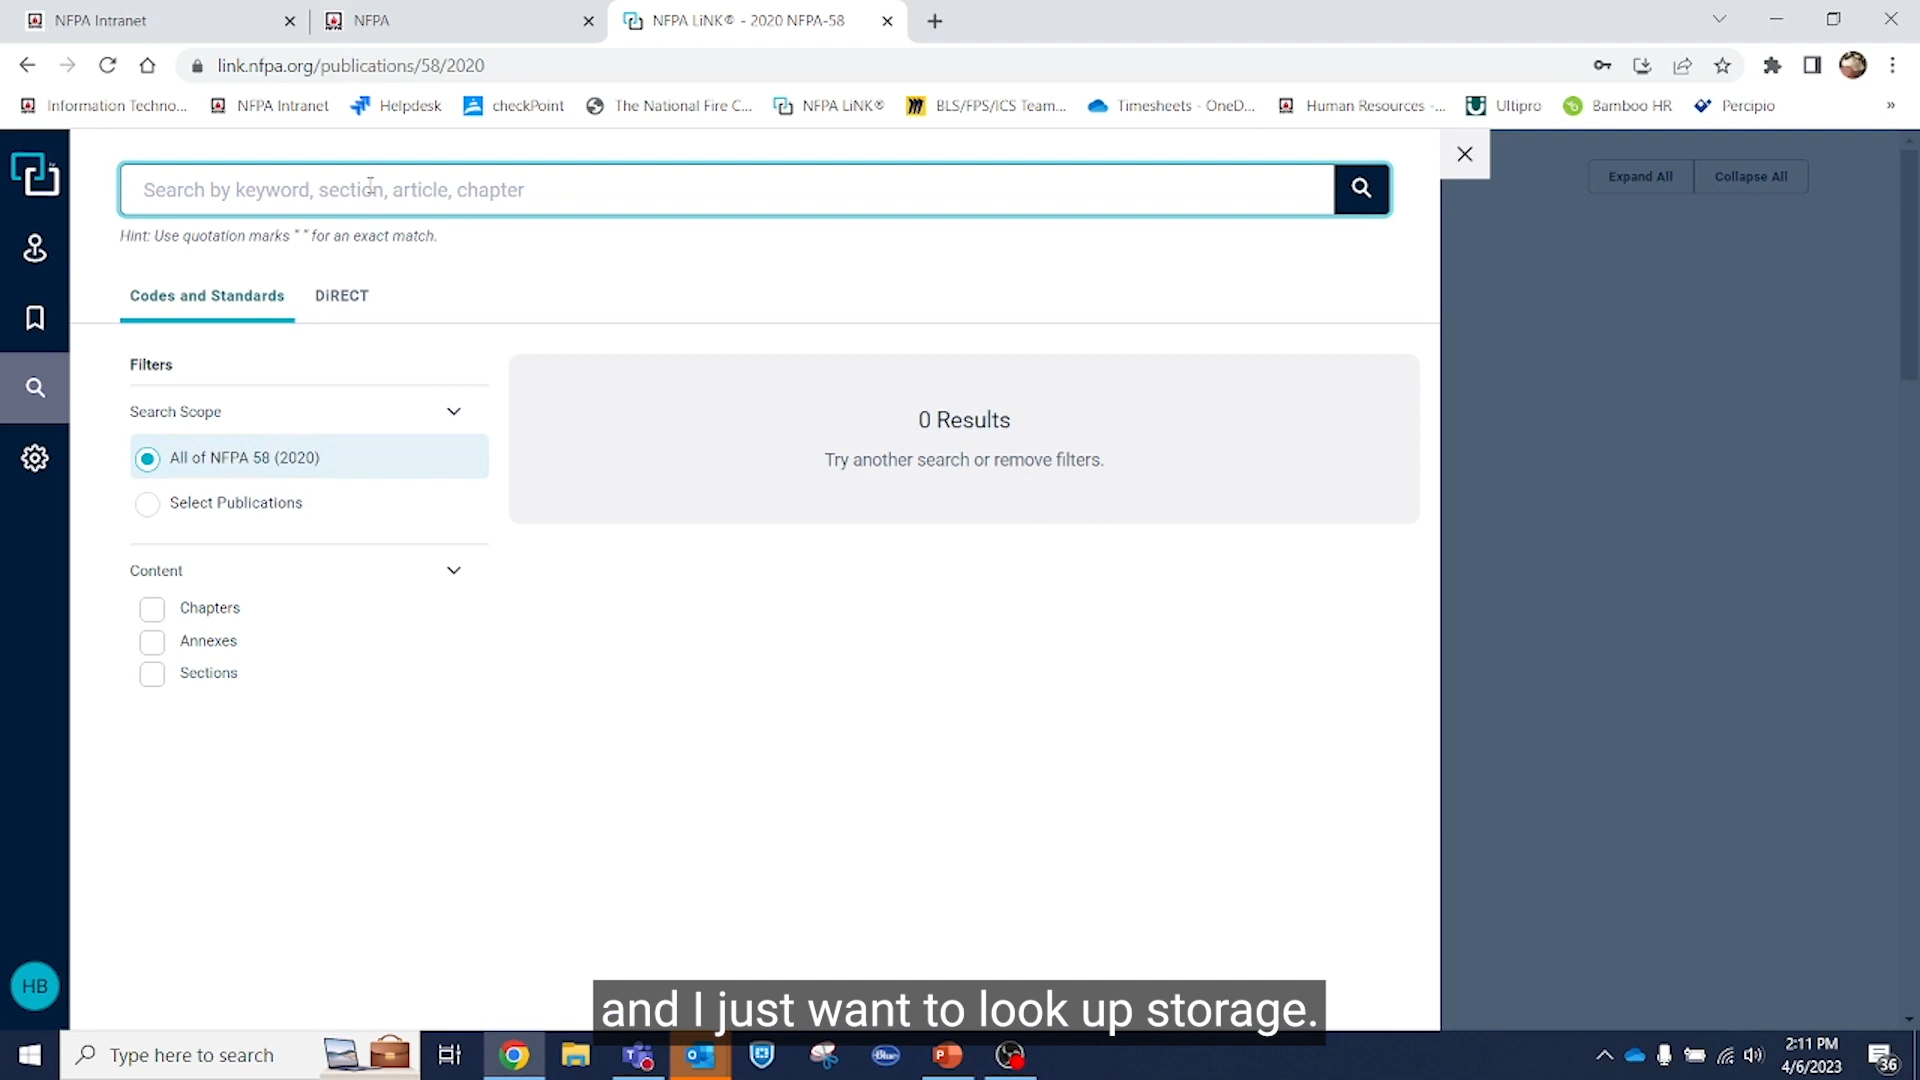 NFPA Intranet
NFPA
NFPA LiNK® - 2020 NFPA-58
link.nfpa.org/publications/58/2020
Information Techno...
NFPA Intranet
Helpdesk
checkPoint
The National Fire C...
NFPA LiNK®
BLS/FPS/ICS Team...
Timesheets - OneD...
Human Resources -...
Ultipro
Bamboo HR
Percipio
»
Search by keyword, section, article, chapter
Hint: Use quotation marks " " for an exact match.
Expand All
Collapse All
Codes and Standards
DiRECT
Filters
Search Scope
All of NFPA 58 (2020)
Select Publications
Content
Chapters
Annexes
Sections
0 Results
Try another search or remove filters.
HB
and I just want to look up storage.
Type here to search
Blue
2:11 PM
4/6/2023
36